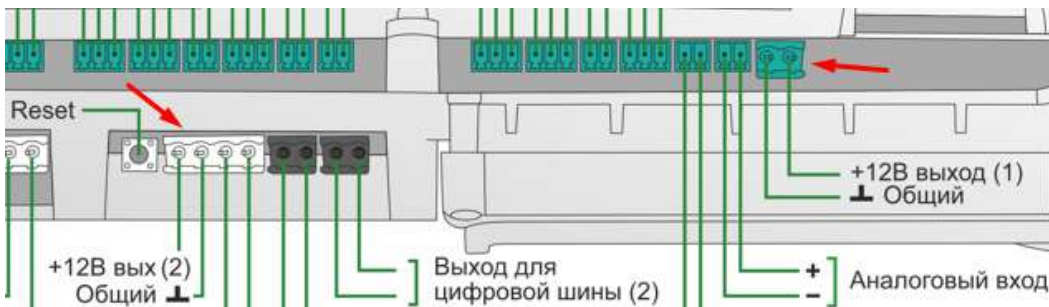 Reset
+12В выход (1)
Общий
+12В вых (2)
Общий
Выход для
цифровой шины (2)
+
−
Аналоговый вход